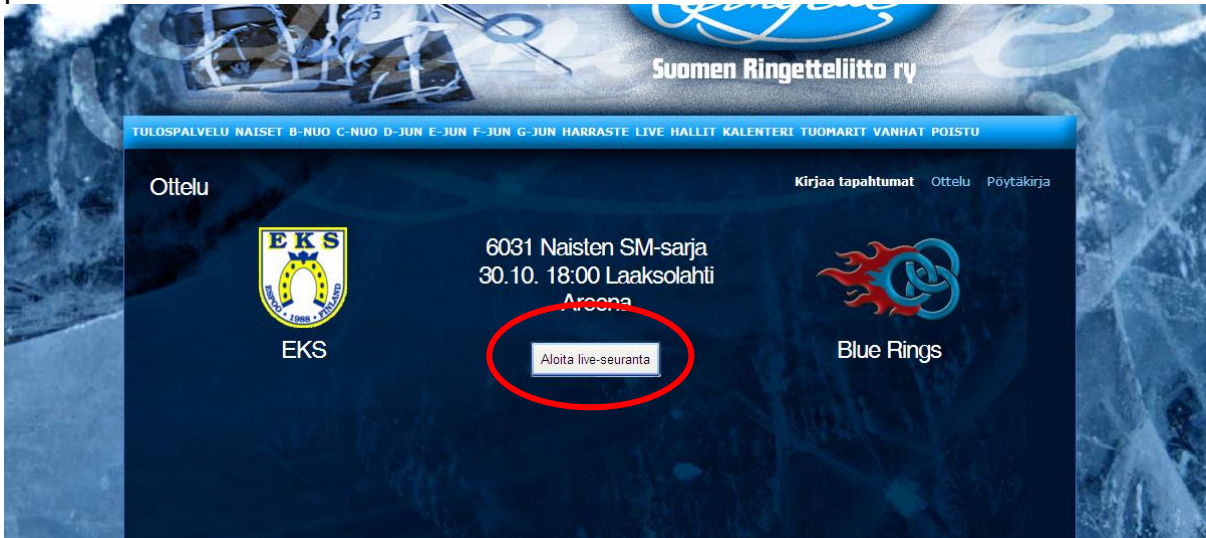 Suomen Ringetteliitto ry
TULOSPALVELU NAISET B-NUO C-NUO D-JUN E-JUN F-JUN G-JUN HARRASTE LIVE HALLIT KALENTERI TUOMARIT VANHAT POISTU
Ottelu
Kirjaa tapahtumat Ottelu Pöytäkirja
EKS
ESPOO · 1988 · FINLAND
6031 Naisten SM-sarja
30.10. 18:00 Laaksolahti
Areena
EKS
Aloita live-seuranta
Blue Rings